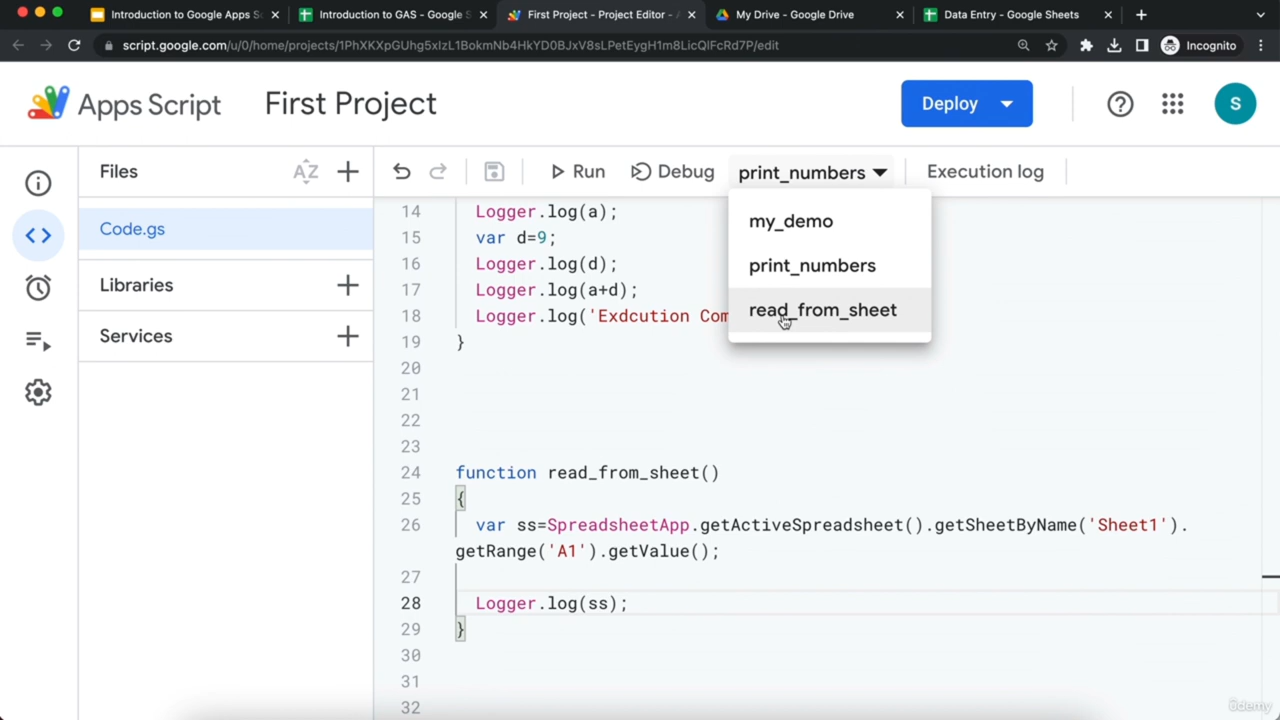 Introduction to Google Apps Sc
Introduction to GAS - Google S
First Project - Project Editor - A
My Drive - Google Drive
Data Entry - Google Sheets
script.google.com/u/0/home/projects/1PhXKXpGUhg5xIzL1BokmNb4HkYD0BJxV8sLPetEygH1m8LicQlFcRd7P/edit
Incognito
Apps Script
First Project
Deploy
S
Files
AZ
Run
Debug
print_numbers
Execution log
Code.gs
Libraries
Services
my_demo
print_numbers
read_from_sheet
14 Logger.log(a);
15 var d=9;
16 Logger.log(d);
17 Logger.log(a+d);
18 Logger.log('Exdcution Com
19 }
20
21
22
23
24 function read_from_sheet()
25 {
26 var ss=SpreadsheetApp.getActiveSpreadsheet().getSheetByName('Sheet1').
getRange('A1').getValue();
27
28 Logger.log(ss);
29 }
30
31
32
ûdemy